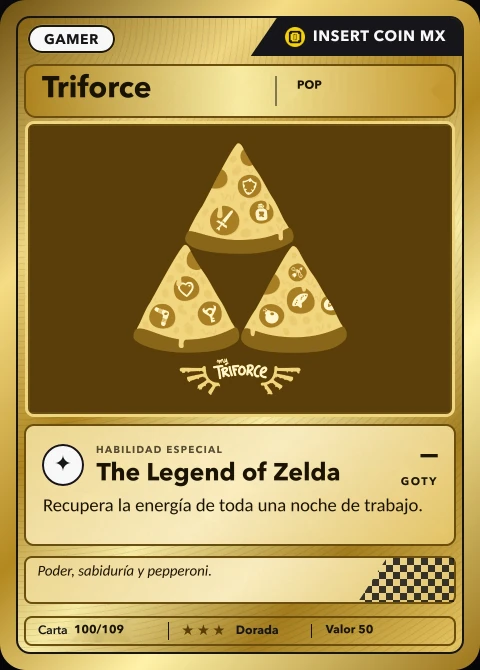 GAMER
INSERT COIN MX
Triforce
POP
my
TRIFORCE
HABILIDAD ESPECIAL
The Legend of Zelda
GOTY
Recupera la energía de toda una noche de trabajo.
Poder, sabiduría y pepperoni.
Carta 100/109
★★★ Dorada
Valor 50